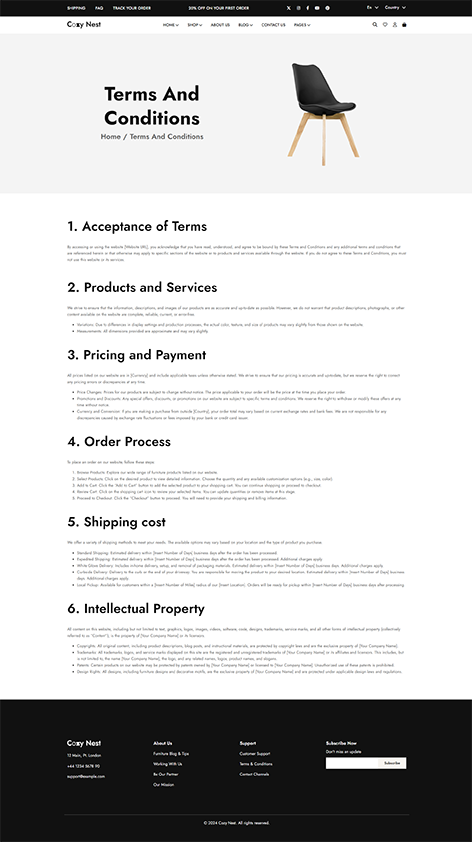 SHIPPING FAQ TRACK YOUR ORDER 20% OFF ON YOUR FIRST ORDER En Country
Cozy Nest HOME SHOP ABOUT US BLOG CONTACT US PAGES
Terms And
Conditions
Home / Terms And Conditions
1. Acceptance of Terms
By accessing or using the website [Website URL], you acknowledge that you have read, understood, and agree to be bound by these Terms and Conditions and any additional terms and conditions that
are referenced herein or that otherwise may apply to specific sections of the website or to products and services available through the website. If you do not agree to these Terms and Conditions, you must
not use this website or its services.
2. Products and Services
We strive to ensure that the information, descriptions, and images of our products are as accurate and up-to-date as possible. However, we do not warrant that product descriptions, photographs, or other
content available on the website are complete, reliable, current, or error-free.
• Variations: Due to differences in display settings and production processes, the actual color, texture, and size of products may vary slightly from those shown on the website.
• Measurements: All dimensions provided are approximate and may vary slightly.
3. Pricing and Payment
All prices listed on our website are in [Currency] and include applicable taxes unless otherwise stated. We strive to ensure that our pricing is accurate and up-to-date, but we reserve the right to correct
any pricing errors or discrepancies at any time.
• Price Changes: Prices for our products are subject to change without notice. The price applicable to your order will be the price at the time you place your order.
• Promotions and Discounts: Any special offers, discounts, or promotions on our website are subject to specific terms and conditions. We reserve the right to withdraw or modify these offers at any
time without notice.
• Currency and Conversion: If you are making a purchase from outside [Country], your order total may vary based on current exchange rates and bank fees. We are not responsible for any
discrepancies caused by exchange rate fluctuations or fees imposed by your bank or credit card issuer.
4. Order Process
To place an order on our website, follow these steps:
1. Browse Products: Explore our wide range of furniture products listed on our website.
2. Select Products: Click on the desired product to view detailed information. Choose the quantity and any available customization options (e.g., size, color).
3. Add to Cart: Click the "Add to Cart" button to add the selected product to your shopping cart. You can continue shopping or proceed to checkout.
4. Review Cart: Click on the shopping cart icon to review your selected items. You can update quantities or remove items at this stage.
5. Proceed to Checkout: Click the "Checkout" button to proceed. You will need to provide your shipping and billing information.
5. Shipping cost
We offer a variety of shipping methods to meet your needs. The available options may vary based on your location and the type of product you purchase.
• Standard Shipping: Estimated delivery within [Insert Number of Days] business days after the order has been processed.
• Expedited Shipping: Estimated delivery within [Insert Number of Days] business days after the order has been processed. Additional charges apply.
• White Glove Delivery: Includes in-home delivery, setup, and removal of packaging materials. Estimated delivery within [Insert Number of Days] business days. Additional charges apply.
• Curbside Delivery: Delivery to the curb or the end of your driveway. You are responsible for moving the product to your desired location. Estimated delivery within [Insert Number of Days] business
days. Additional charges apply.
• Local Pickup: Available for customers within a [Insert Number of Miles] radius of our [Insert Location]. Orders will be ready for pickup within [Insert Number of Days] business days after processing.
6. Intellectual Property
All content on this website, including but not limited to text, graphics, logos, images, videos, software, code, designs, trademarks, service marks, and all other forms of intellectual property (collectively
referred to as "Content"), is the property of [Your Company Name] or its licensors.
• Copyrights: All original content, including product descriptions, blog posts, and instructional materials, are protected by copyright laws and are the exclusive property of [Your Company Name].
• Trademarks: All trademarks, logos, and service marks displayed on this site are the registered and unregistered trademarks of [Your Company Name] or its affiliates and licensors. This includes, but
is not limited to, the name [Your Company Name], the logo, and any related names, logos, product names, and slogans.
• Patents: Certain products on our website may be protected by patents owned by [Your Company Name] or licensed to [Your Company Name]. Unauthorized use of these patents is prohibited.
• Design Rights: All designs, including furniture designs and decorative motifs, are the exclusive property of [Your Company Name] and are protected under applicable design laws and regulations.
Cozy Nest About Us Support Subscribe Now
12 Main, Pt. London Furniture Blog & Tips Customer Support Don't miss an update
+44 1234 5678 90 Working With Us Terms & Conditions Subscribe
support@example.com Be Our Partner Contact Channels
Our Mission
© 2024 Cozy Nest. All rights reserved.